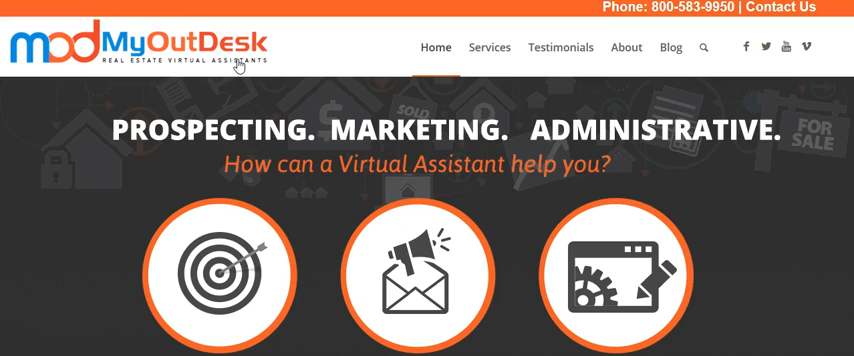 Phone: 800-583-9950 | Contact Us
mod MyOutDesk
REAL ESTATE VIRTUAL ASSISTANTS
Home Services Testimonials About Blog
SOLD
FOR SALE
PROSPECTING. MARKETING. ADMINISTRATIVE.
How can a Virtual Assistant help you?